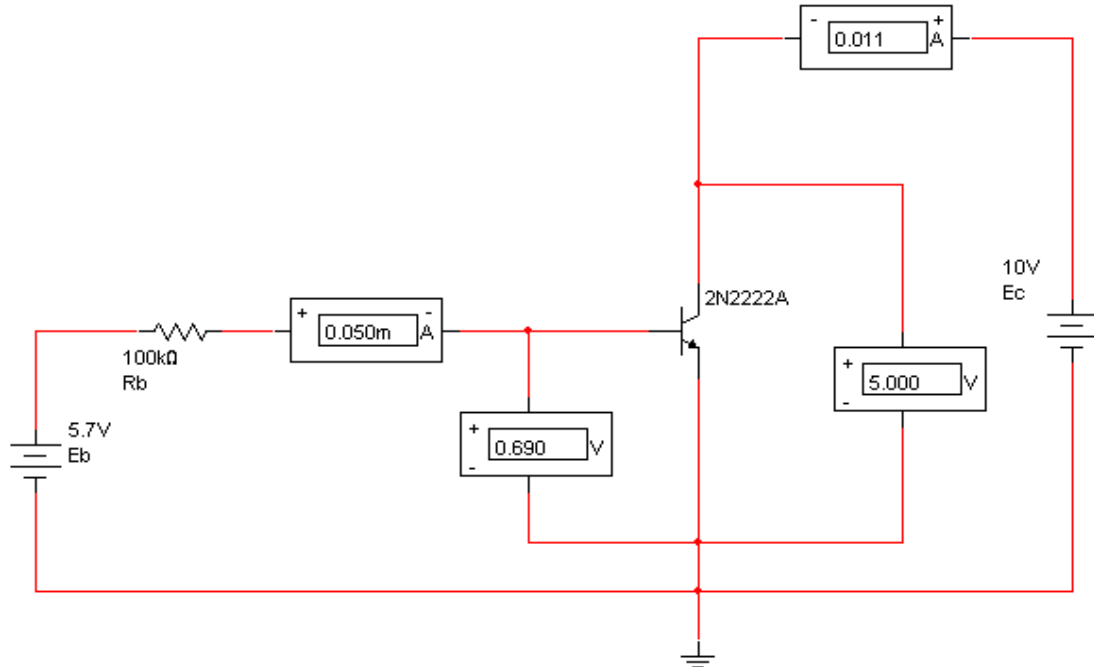 - +
0.011 A
2N2222A
10V
Ec
+ -
0.050m A
100kΩ
Rb
+
5.000 V
-
5.7V
Eb
+
0.690 V
-